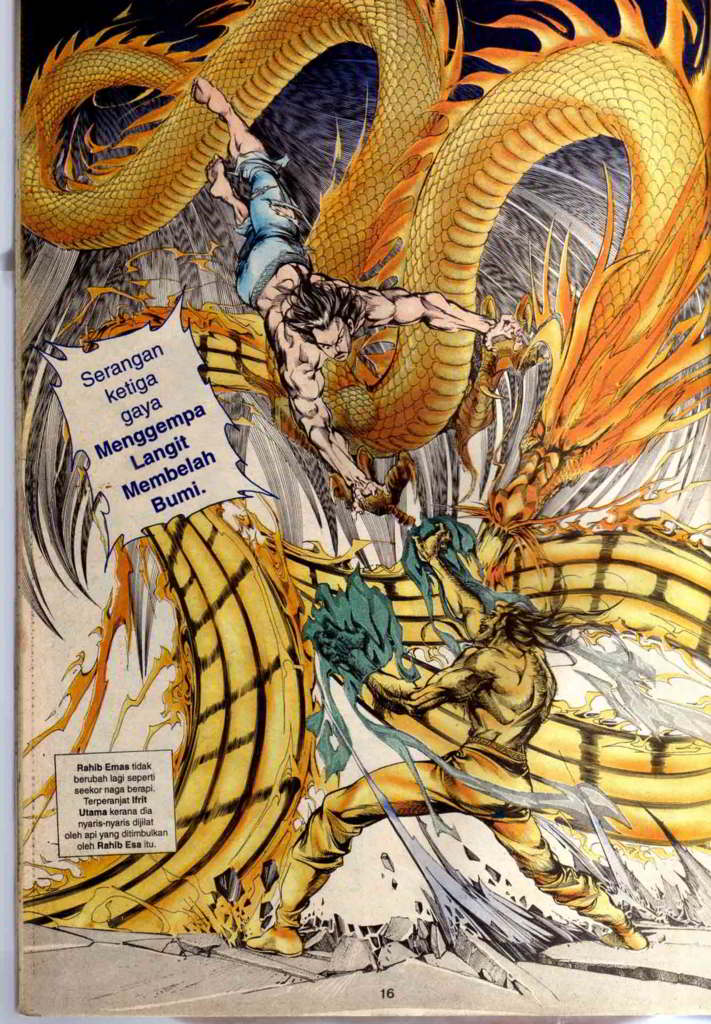 Serangan
ketiga
gaya
Menggempa
Langit
Membelah
Bumi.
Rahib Emas tidak
berubah lagi seperti
seekor naga berapi.
Terperanjat Ifrit
Utama kerana dia
nyaris-nyaris dijilat
oleh api yang ditimbulkan
oleh Rahib Esa itu.
16